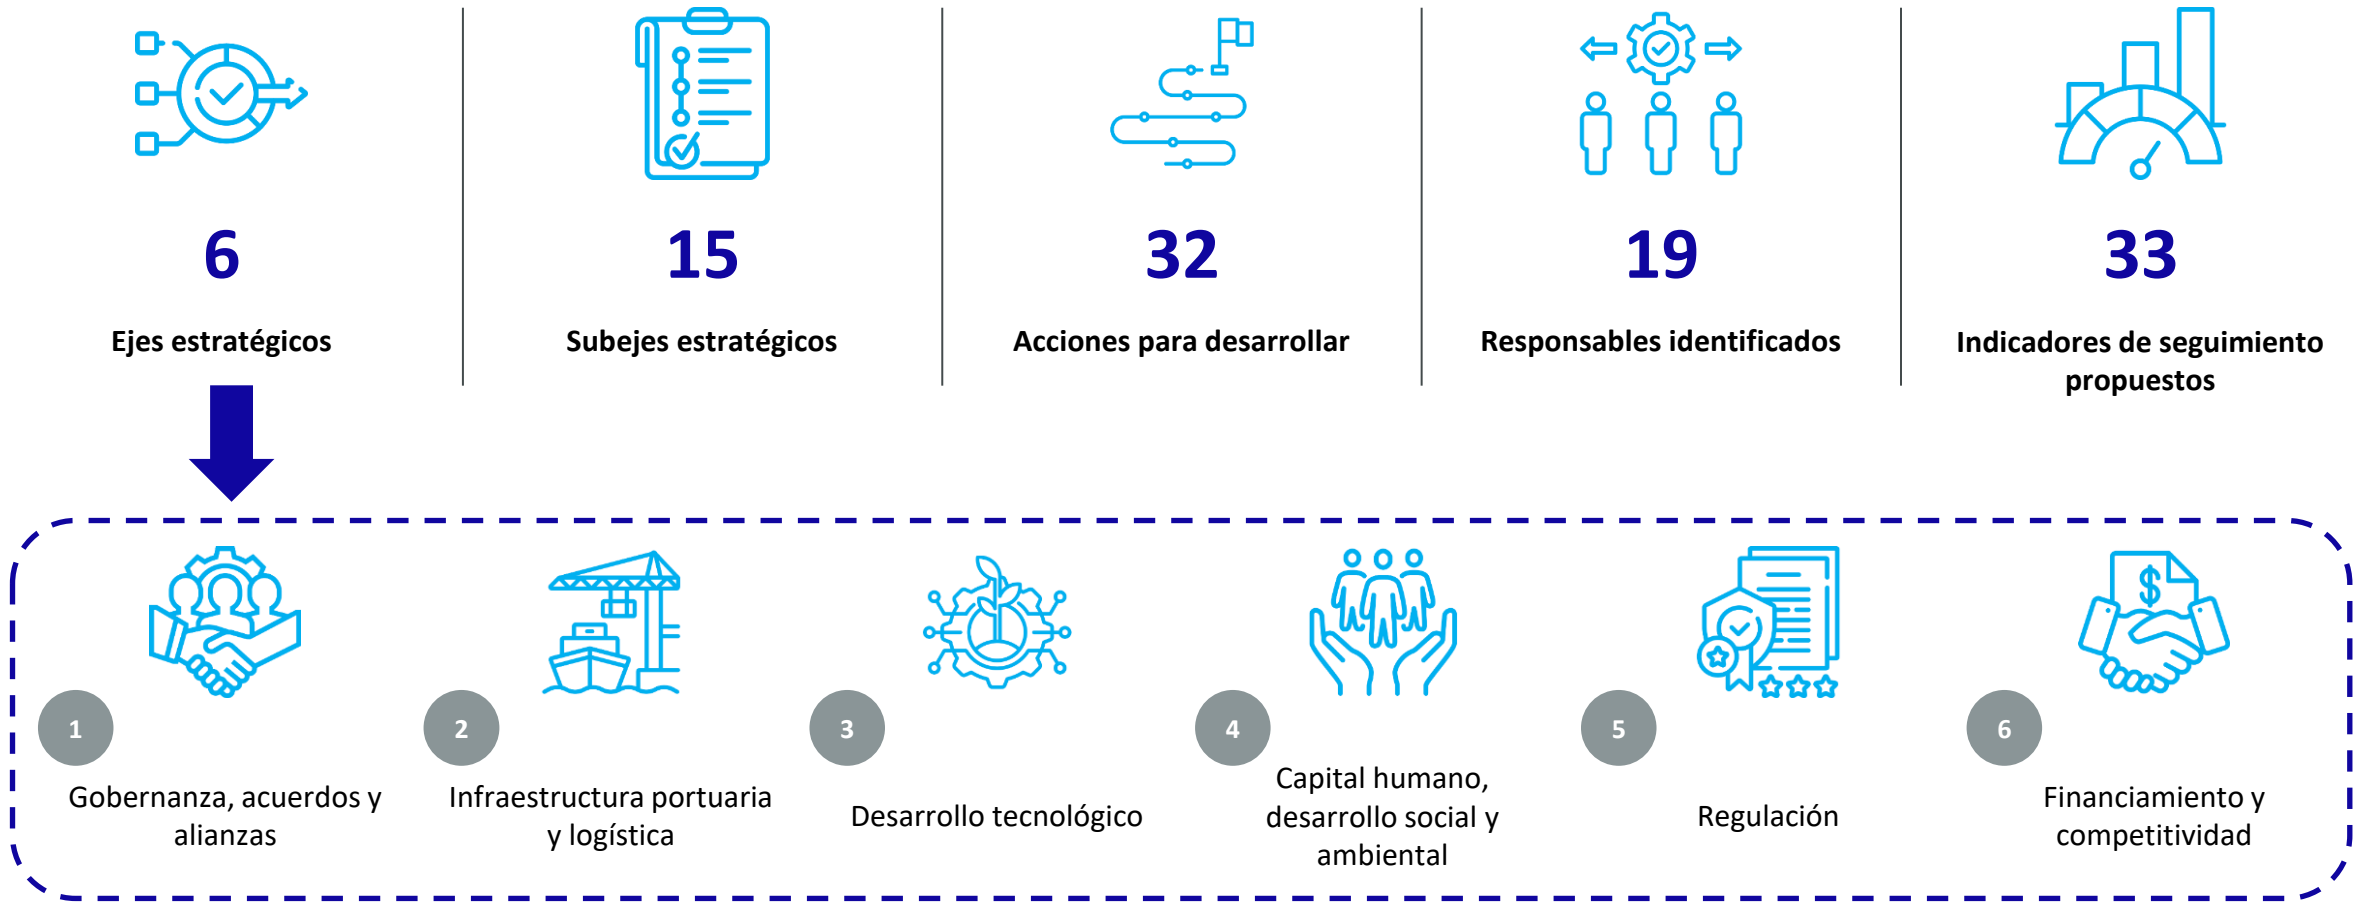 6
Ejes estratégicos
15
Subejes estratégicos
32
Acciones para desarrollar
19
Responsables identificados
33
Indicadores de seguimiento
propuestos
1
Gobernanza, acuerdos y
alianzas
2
Infraestructura portuaria
y logística
3
Desarrollo tecnológico
4
Capital humano,
desarrollo social y
ambiental
5
Regulación
$
6
Financiamiento y
competitividad